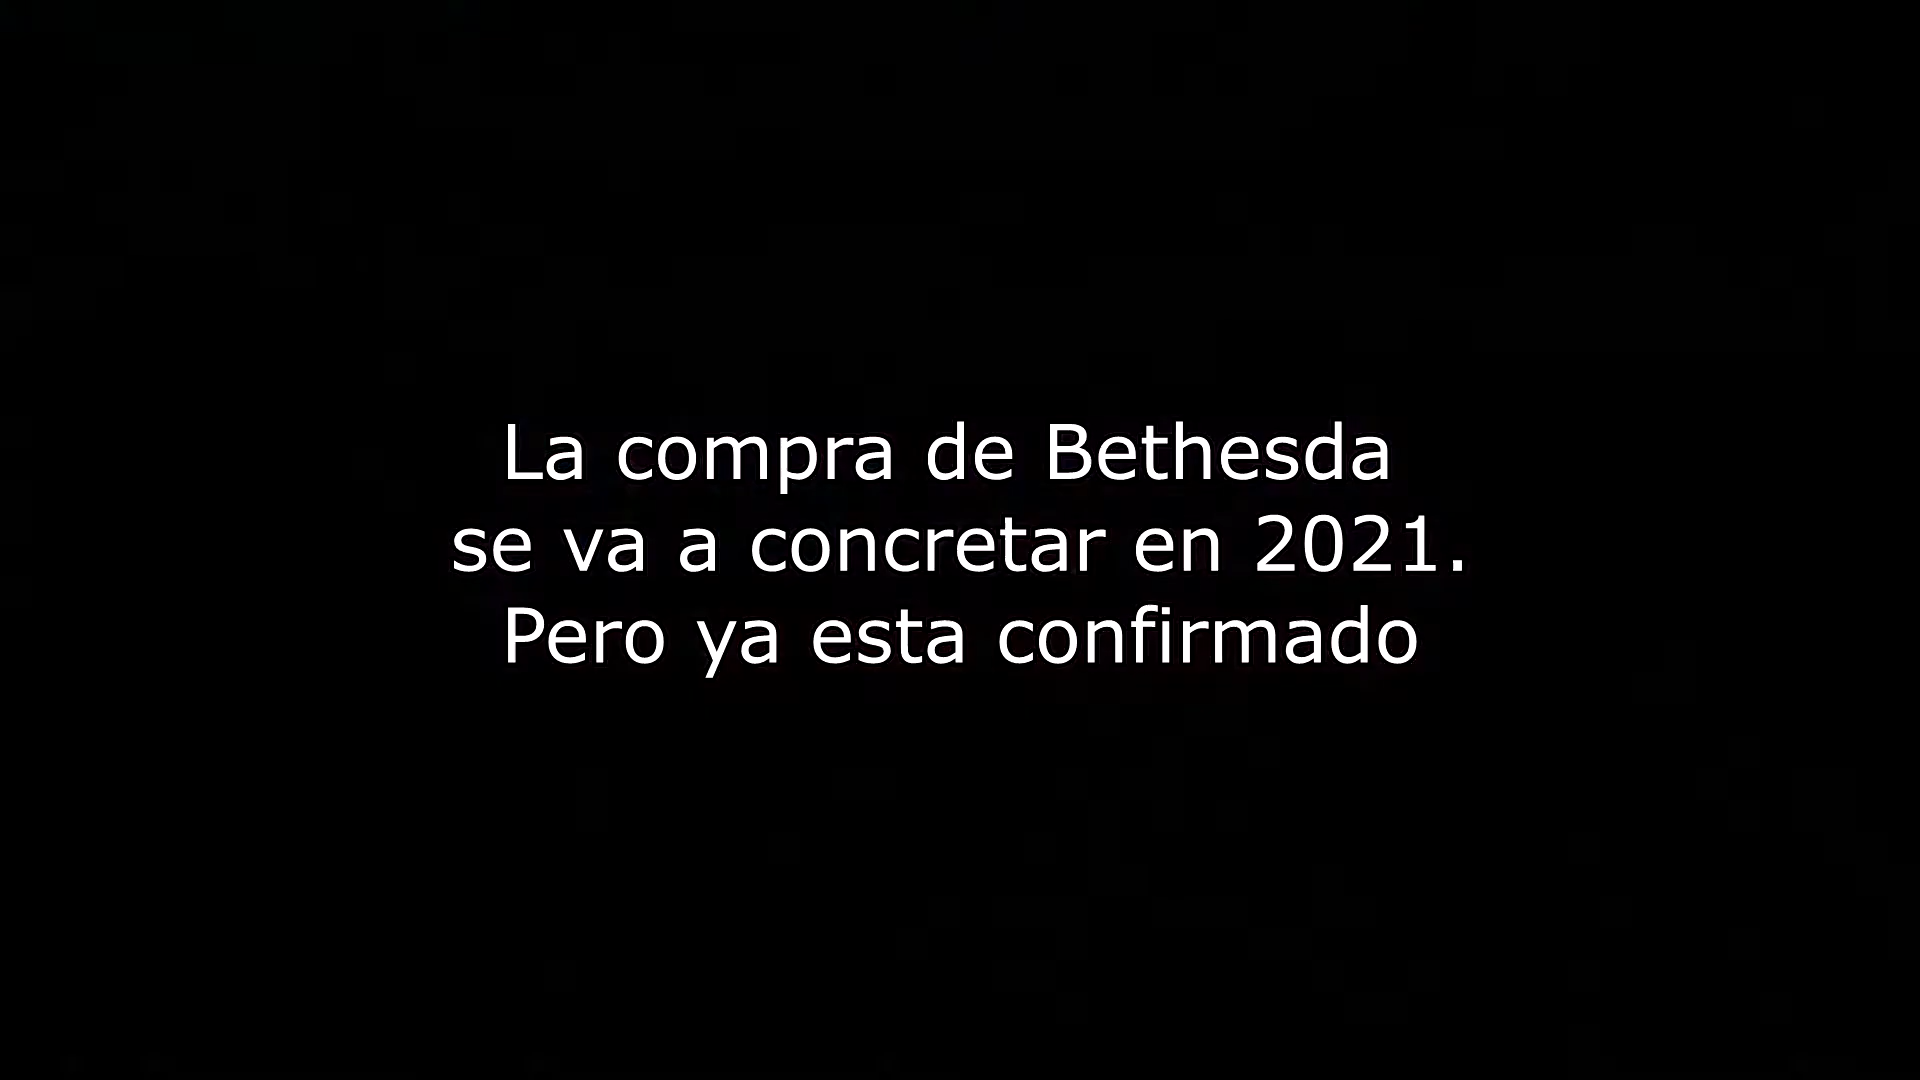 La compra de Bethesda
se va a concretar en 2021.
Pero ya esta confirmado